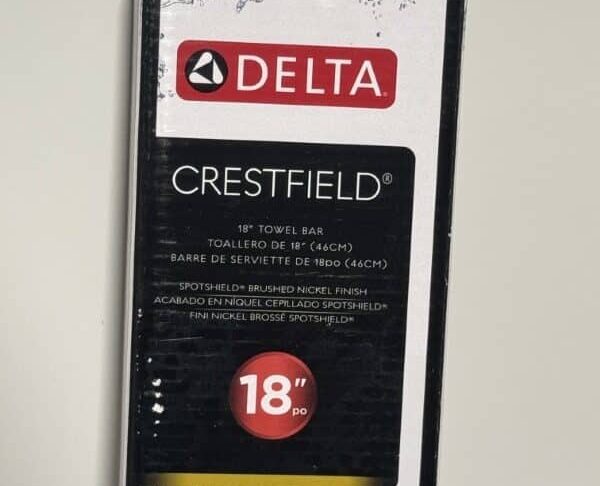 DELTA®
CRESTFIELD®
18" TOWEL BAR
TOALLERO DE 18" (46CM)
BARRE DE SERVIETTE DE 18po (46CM)
SPOTSHIELD® BRUSHED NICKEL FINISH
ACABADO EN NÍQUEL CEPILLADO SPOTSHIELD®
FINI NICKEL BROSSÉ SPOTSHIELD®
18"
po